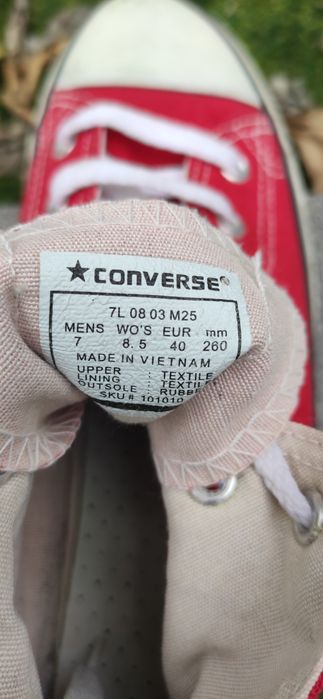 ★CONVERSE®
7L 08 03 M25
MENS WO'S EUR mm
7 8.5 40 260
MADE IN VIETNAM
UPPER : TEXTILE
LINING : TEXTILE
OUTSOLE : RUBB
SKU # 101010